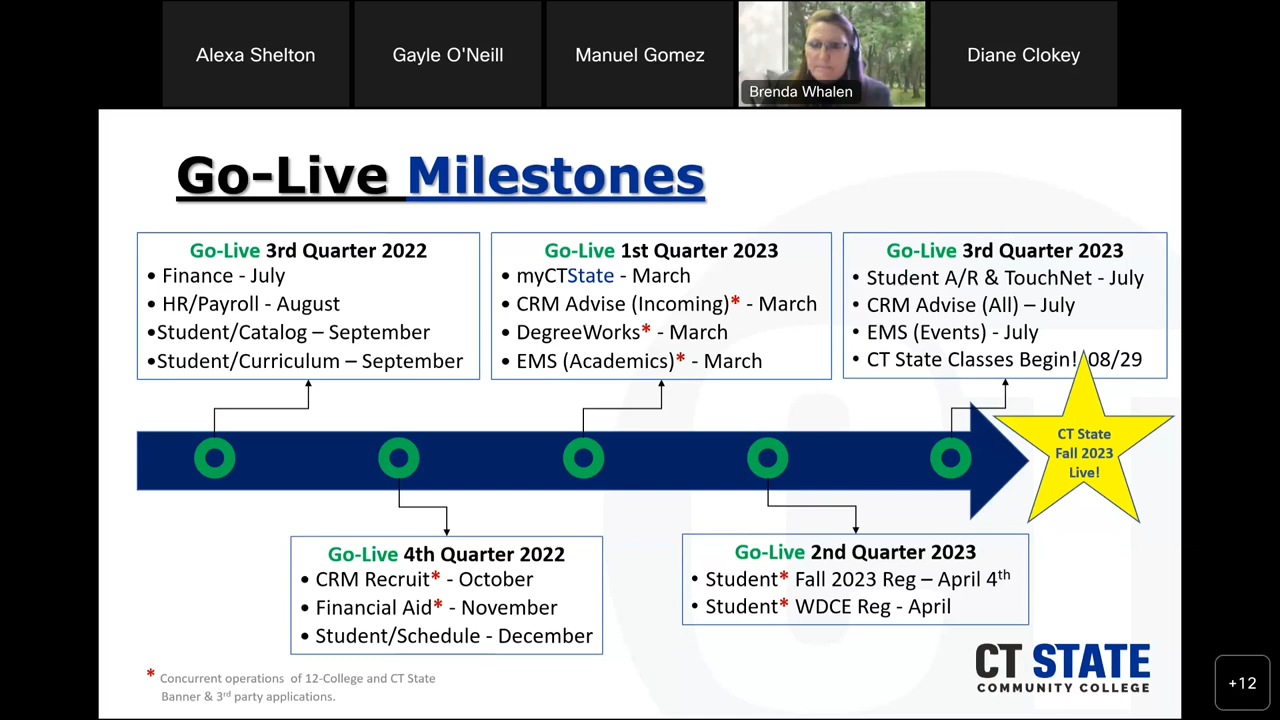 Alexa Shelton
Gayle O'Neill
Manuel Gomez
Brenda Whalen
Diane Clokey
Go-Live Milestones
Go-Live 3rd Quarter 2022
• Finance - July
• HR/Payroll - August
•Student/Catalog – September
•Student/Curriculum – September
Go-Live 1st Quarter 2023
• myCTState - March
• CRM Advise (Incoming)* - March
• DegreeWorks* - March
• EMS (Academics)* - March
Go-Live 3rd Quarter 2023
• Student A/R & TouchNet - July
• CRM Advise (All) – July
• EMS (Events) - July
• CT State Classes Begin! 08/29
CT State
Fall 2023
Live!
Go-Live 4th Quarter 2022
• CRM Recruit* - October
• Financial Aid* - November
• Student/Schedule - December
Go-Live 2nd Quarter 2023
• Student* Fall 2023 Reg – April 4th
• Student* WDCE Reg - April
* Concurrent operations of 12-College and CT State
Banner & 3rd party applications.
CT STATE
COMMUNITY COLLEGE
+12